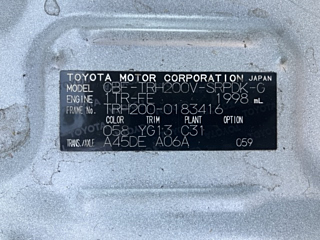 TOYOTA MOTOR CORPORATION JAPAN
MODEL CBF-TRH200V-SRPDK-G
ENGINE 1TR-FE 1998 mL
FRAME No. TRH200-0183416
COLOR TRIM PLANT OPTION
058 YG13 C31
TRANS./AXLE A45DE A06A C59